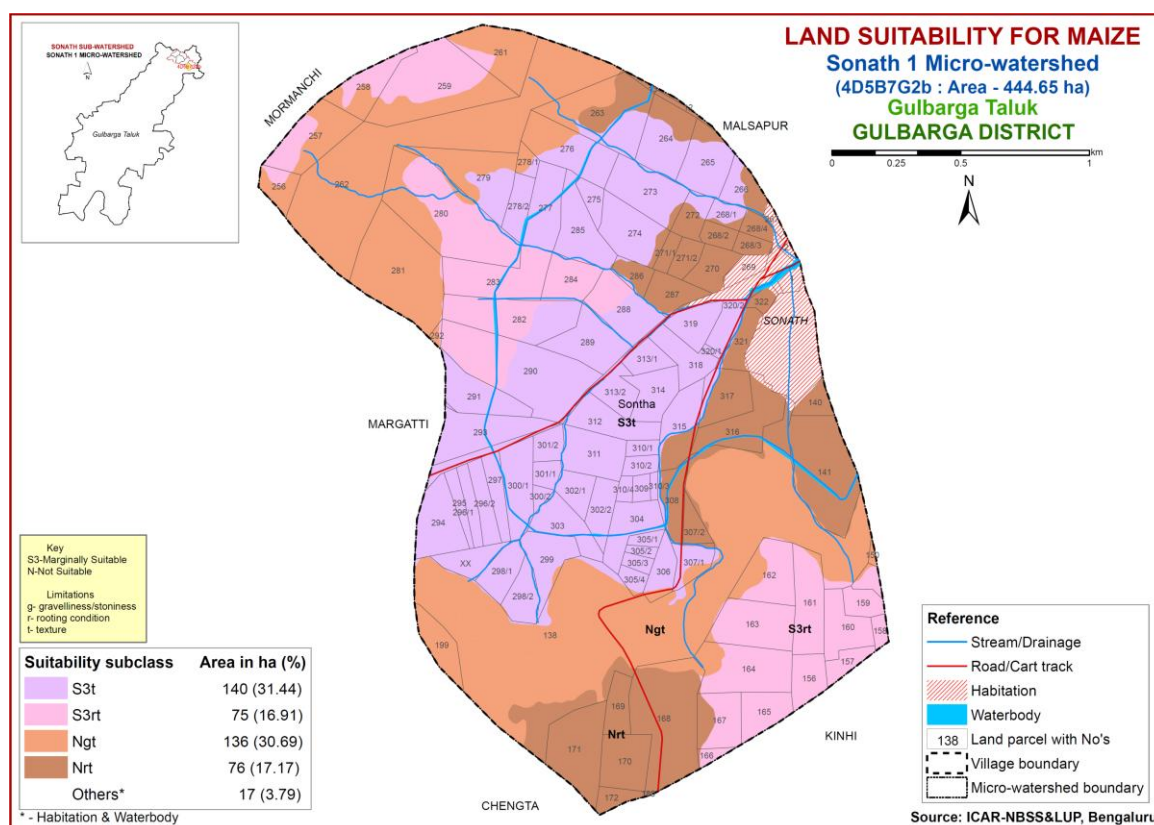 LAND SUITABILITY FOR MAIZE
Sonath 1 Micro-watershed
(4D5B7G2b : Area - 444.65 ha)
Gulbarga Taluk
GULBARGA DISTRICT
0 0.25 0.5 1
km
N
SONATH SUB-WATERSHED
SONATH 1 MICRO-WATERSHED
Gulbarga Taluk
MORMANCHI
MALSAPUR
MARGATTI
SONATH
KINHI
CHENGTA
261
258
259
263
257
264
276
265
278/1
256
262
279
273
266
280
278/2
277
275
272
268/1
285
274
268/2
268/4
268/3
271/1
271/2
270
269
281
283
284
286
287
282
288
320/2
322
319
292
289
321
320/1
313/1
318
290
291
313/2
314
317
140
Sontha
S3t
312
315
316
293
301/2
310/1
311
310/2
141
301/1
297
300/1
295
296/2
296/1
300/2
302/1
310/4
309
310/3
308
294
302/2
304
303
307/2
305/1
305/2
305/3
305/4
306
307/1
XX
298/1
299
298/2
162
161
159
163
160
158
138
Ngt
S3rt
199
164
157
156
169
168
167
165
Nrt
171
170
166
172
Key
S3-Marginally Suitable
N-Not Suitable
Limitations
g- gravelliness/stoniness
r- rooting condition
t- texture
Suitability subclass Area in ha (%)
S3t 140 (31.44)
S3rt 75 (16.91)
Ngt 136 (30.69)
Nrt 76 (17.17)
Others* 17 (3.79)
* - Habitation & Waterbody
Reference
Stream/Drainage
Road/Cart track
Habitation
Waterbody
138 Land parcel with No's
Village boundary
Micro-watershed boundary
Source: ICAR-NBSS&LUP, Bengaluru